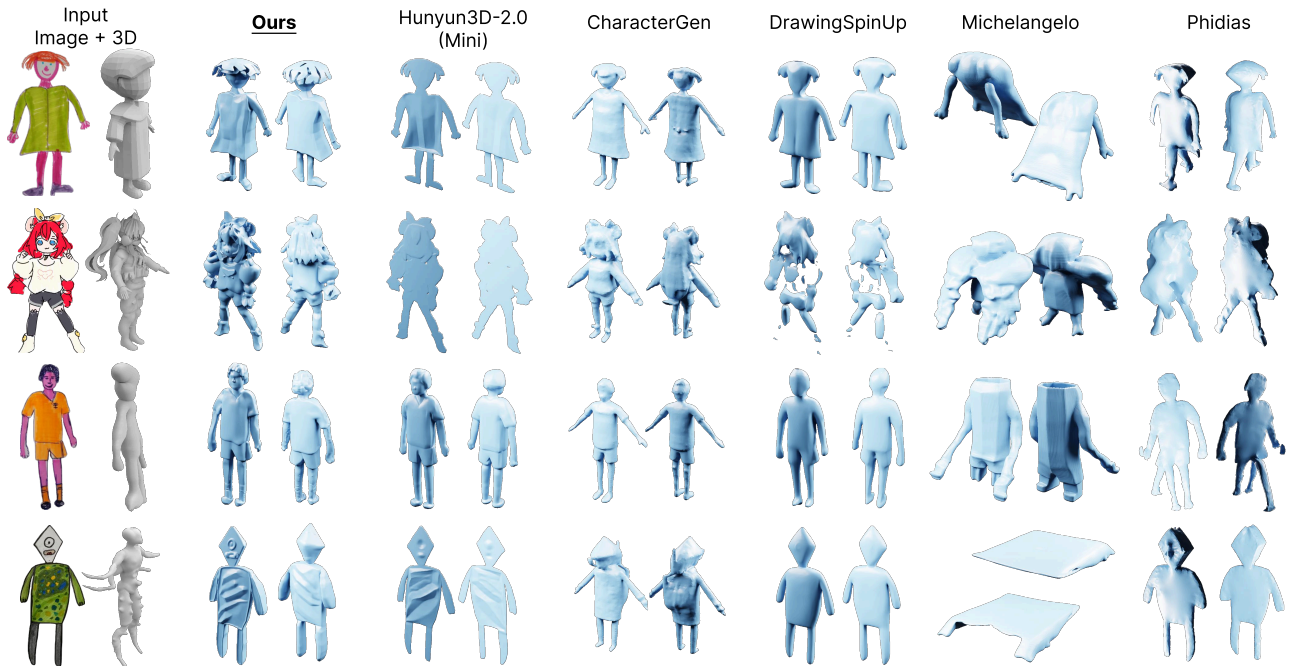 Input
Image + 3D
Ours
Hunyun3D-2.0
(Mini)
CharacterGen
DrawingSpinUp
Michelangelo
Phidias